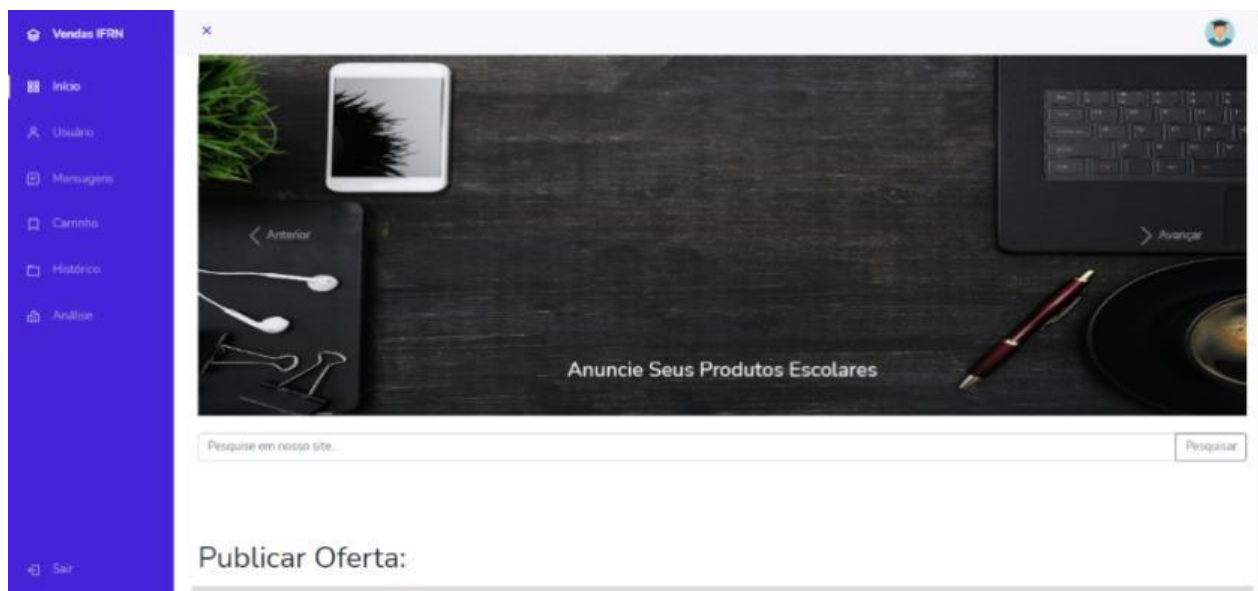 Vendas IFRN
Início
Usuário
Mensagens
Carrinho
Histórico
Análise
Sair
Anterior
Avançar
Anuncie Seus Produtos Escolares
Pesquise em nosso site...
Pesquisar
Publicar Oferta: